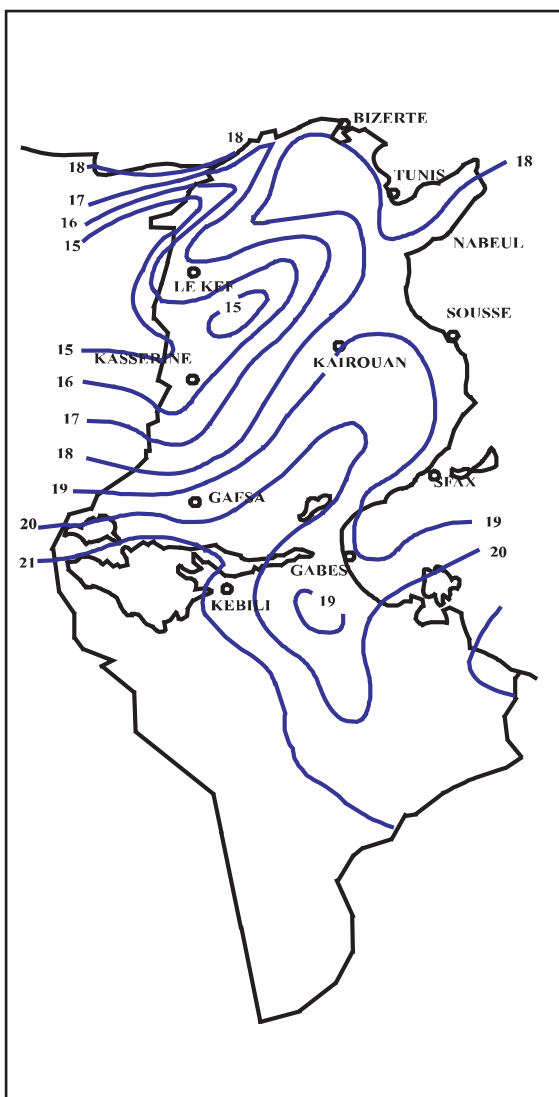 BIZERTE
18
18
18
TUNIS
17
16
15
NABEUL
LE KEF
15
SOUSSE
15
KASSERINE
KAIROUAN
16
17
18
19
SFAX
GAFSA
20
19
21
GABES
20
KEBILI
19